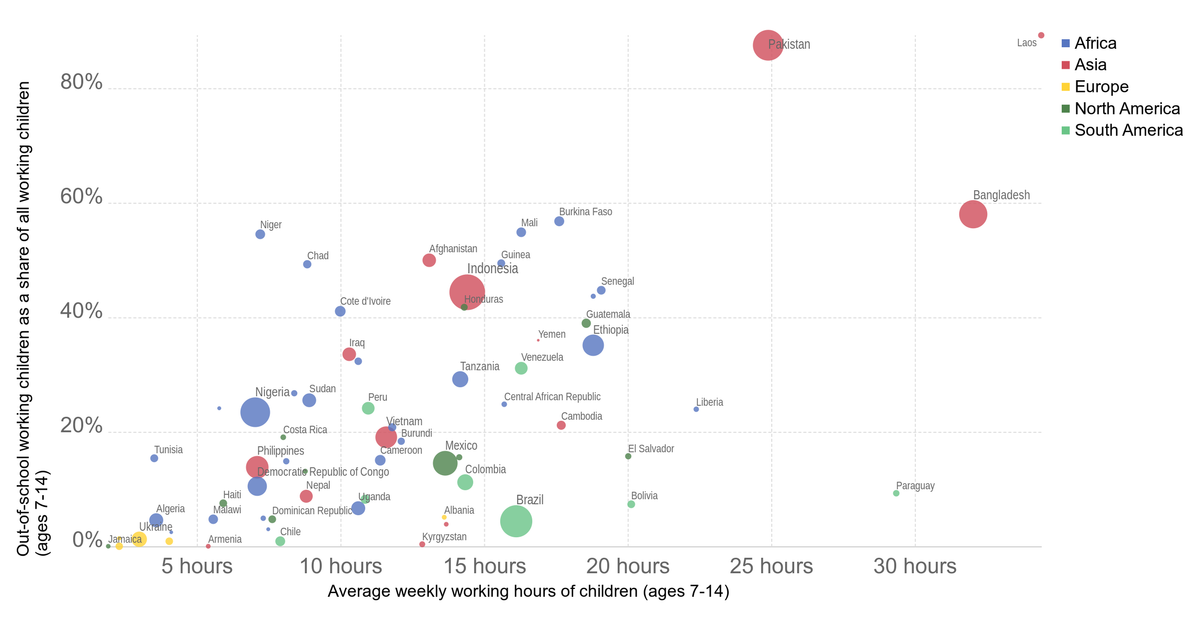 Out-of-school working children as a share of all working children
(ages 7-14)
80%
60%
40%
20%
0%
Pakistan
Laos
Africa
Asia
Europe
North America
South America
Bangladesh
Niger
Mali
Burkina Faso
Chad
Afghanistan
Guinea
Indonesia
Honduras
Senegal
Cote d'Ivoire
Guatemala
Ethiopia
Iraq
Yemen
Venezuela
Tanzania
Nigeria
Sudan
Peru
Central African Republic
Liberia
Cambodia
Costa Rica
Vietnam
Burundi
Tunisia
Philippines
Cameroon
Mexico
El Salvador
Democratic Republic of Congo
Colombia
Nepal
Paraguay
Haiti
Uganda
Bolivia
Brazil
Algeria
Malawi
Dominican Republic
Albania
Ukraine
Chile
Jamaica
Armenia
Kyrgyzstan
5 hours
10 hours
15 hours
20 hours
25 hours
30 hours
Average weekly working hours of children (ages 7-14)